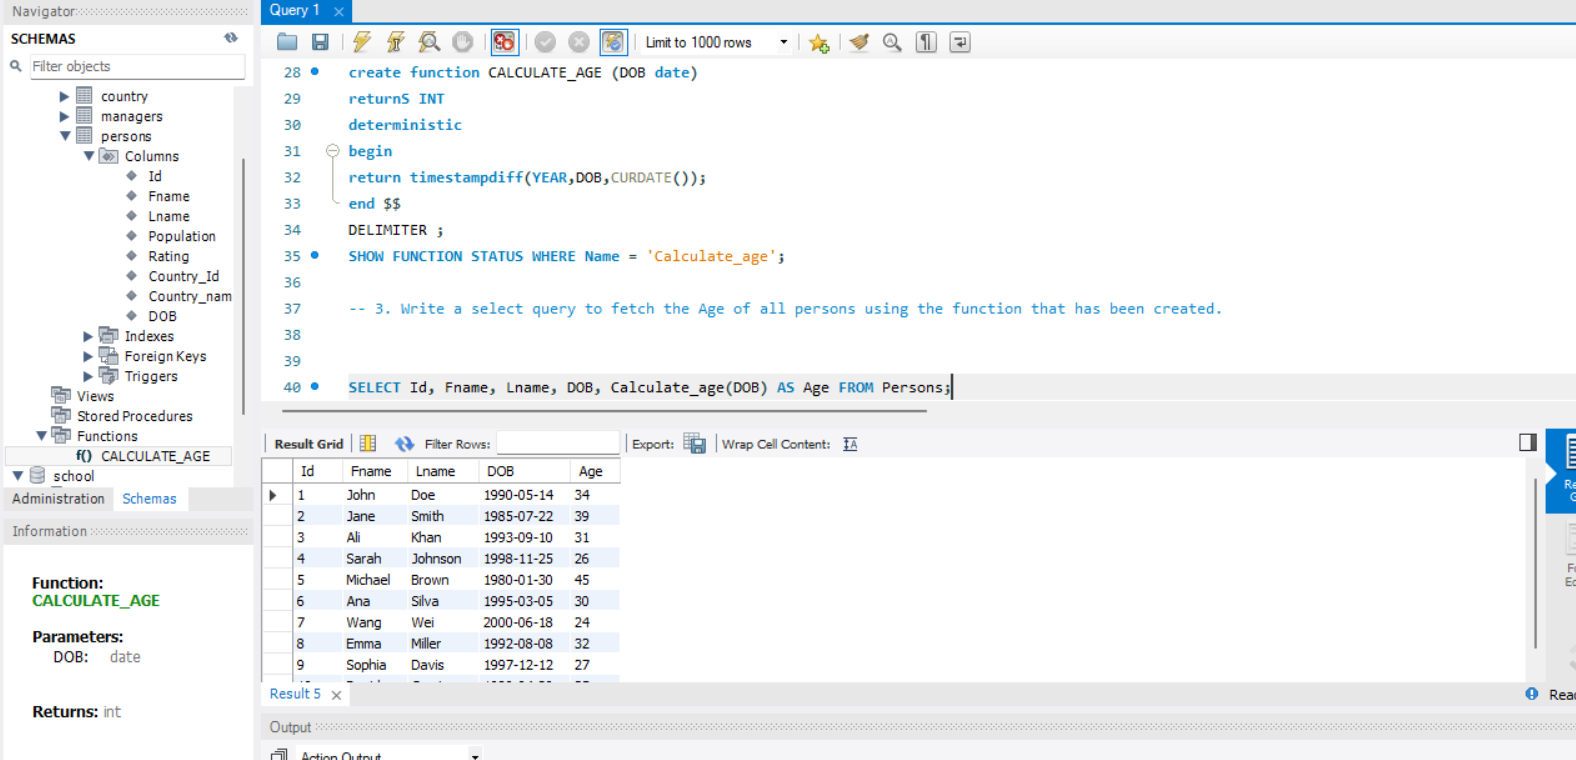 Navigator
SCHEMAS
Filter objects
country
managers
persons
Columns
Id
Fname
Lname
Population
Rating
Country_Id
Country_nam
DOB
Indexes
Foreign Keys
Triggers
Views
Stored Procedures
Functions
f() CALCULATE_AGE
school
Administration Schemas
Information
Function:
CALCULATE_AGE
Parameters:
DOB: date
Returns: int
Query 1
Limit to 1000 rows
28 create function CALCULATE_AGE (DOB date)
29 returnS INT
30 deterministic
31 begin
32 return timestampdiff(YEAR,DOB,CURDATE());
33 end $$
34 DELIMITER ;
35 SHOW FUNCTION STATUS WHERE Name = 'Calculate_age';
36
37 -- 3. Write a select query to fetch the Age of all persons using the function that has been created.
38
39
40 SELECT Id, Fname, Lname, DOB, Calculate_age(DOB) AS Age FROM Persons;
Result Grid Filter Rows: Export: Wrap Cell Content:
Id Fname Lname DOB Age
1 John Doe 1990-05-14 34
2 Jane Smith 1985-07-22 39
3 Ali Khan 1993-09-10 31
4 Sarah Johnson 1998-11-25 26
5 Michael Brown 1980-01-30 45
6 Ana Silva 1995-03-05 30
7 Wang Wei 2000-06-18 24
8 Emma Miller 1992-08-08 32
9 Sophia Davis 1997-12-12 27
Result 5
Output
Action Output